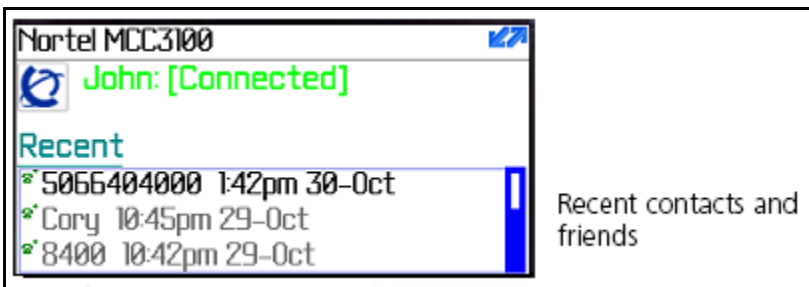 Nortel MCC3100
John: [Connected]
Recent
5066404000 1:42pm 30-Oct
Cory 10:45pm 29-Oct
8400 10:42pm 29-Oct
Recent contacts and
friends